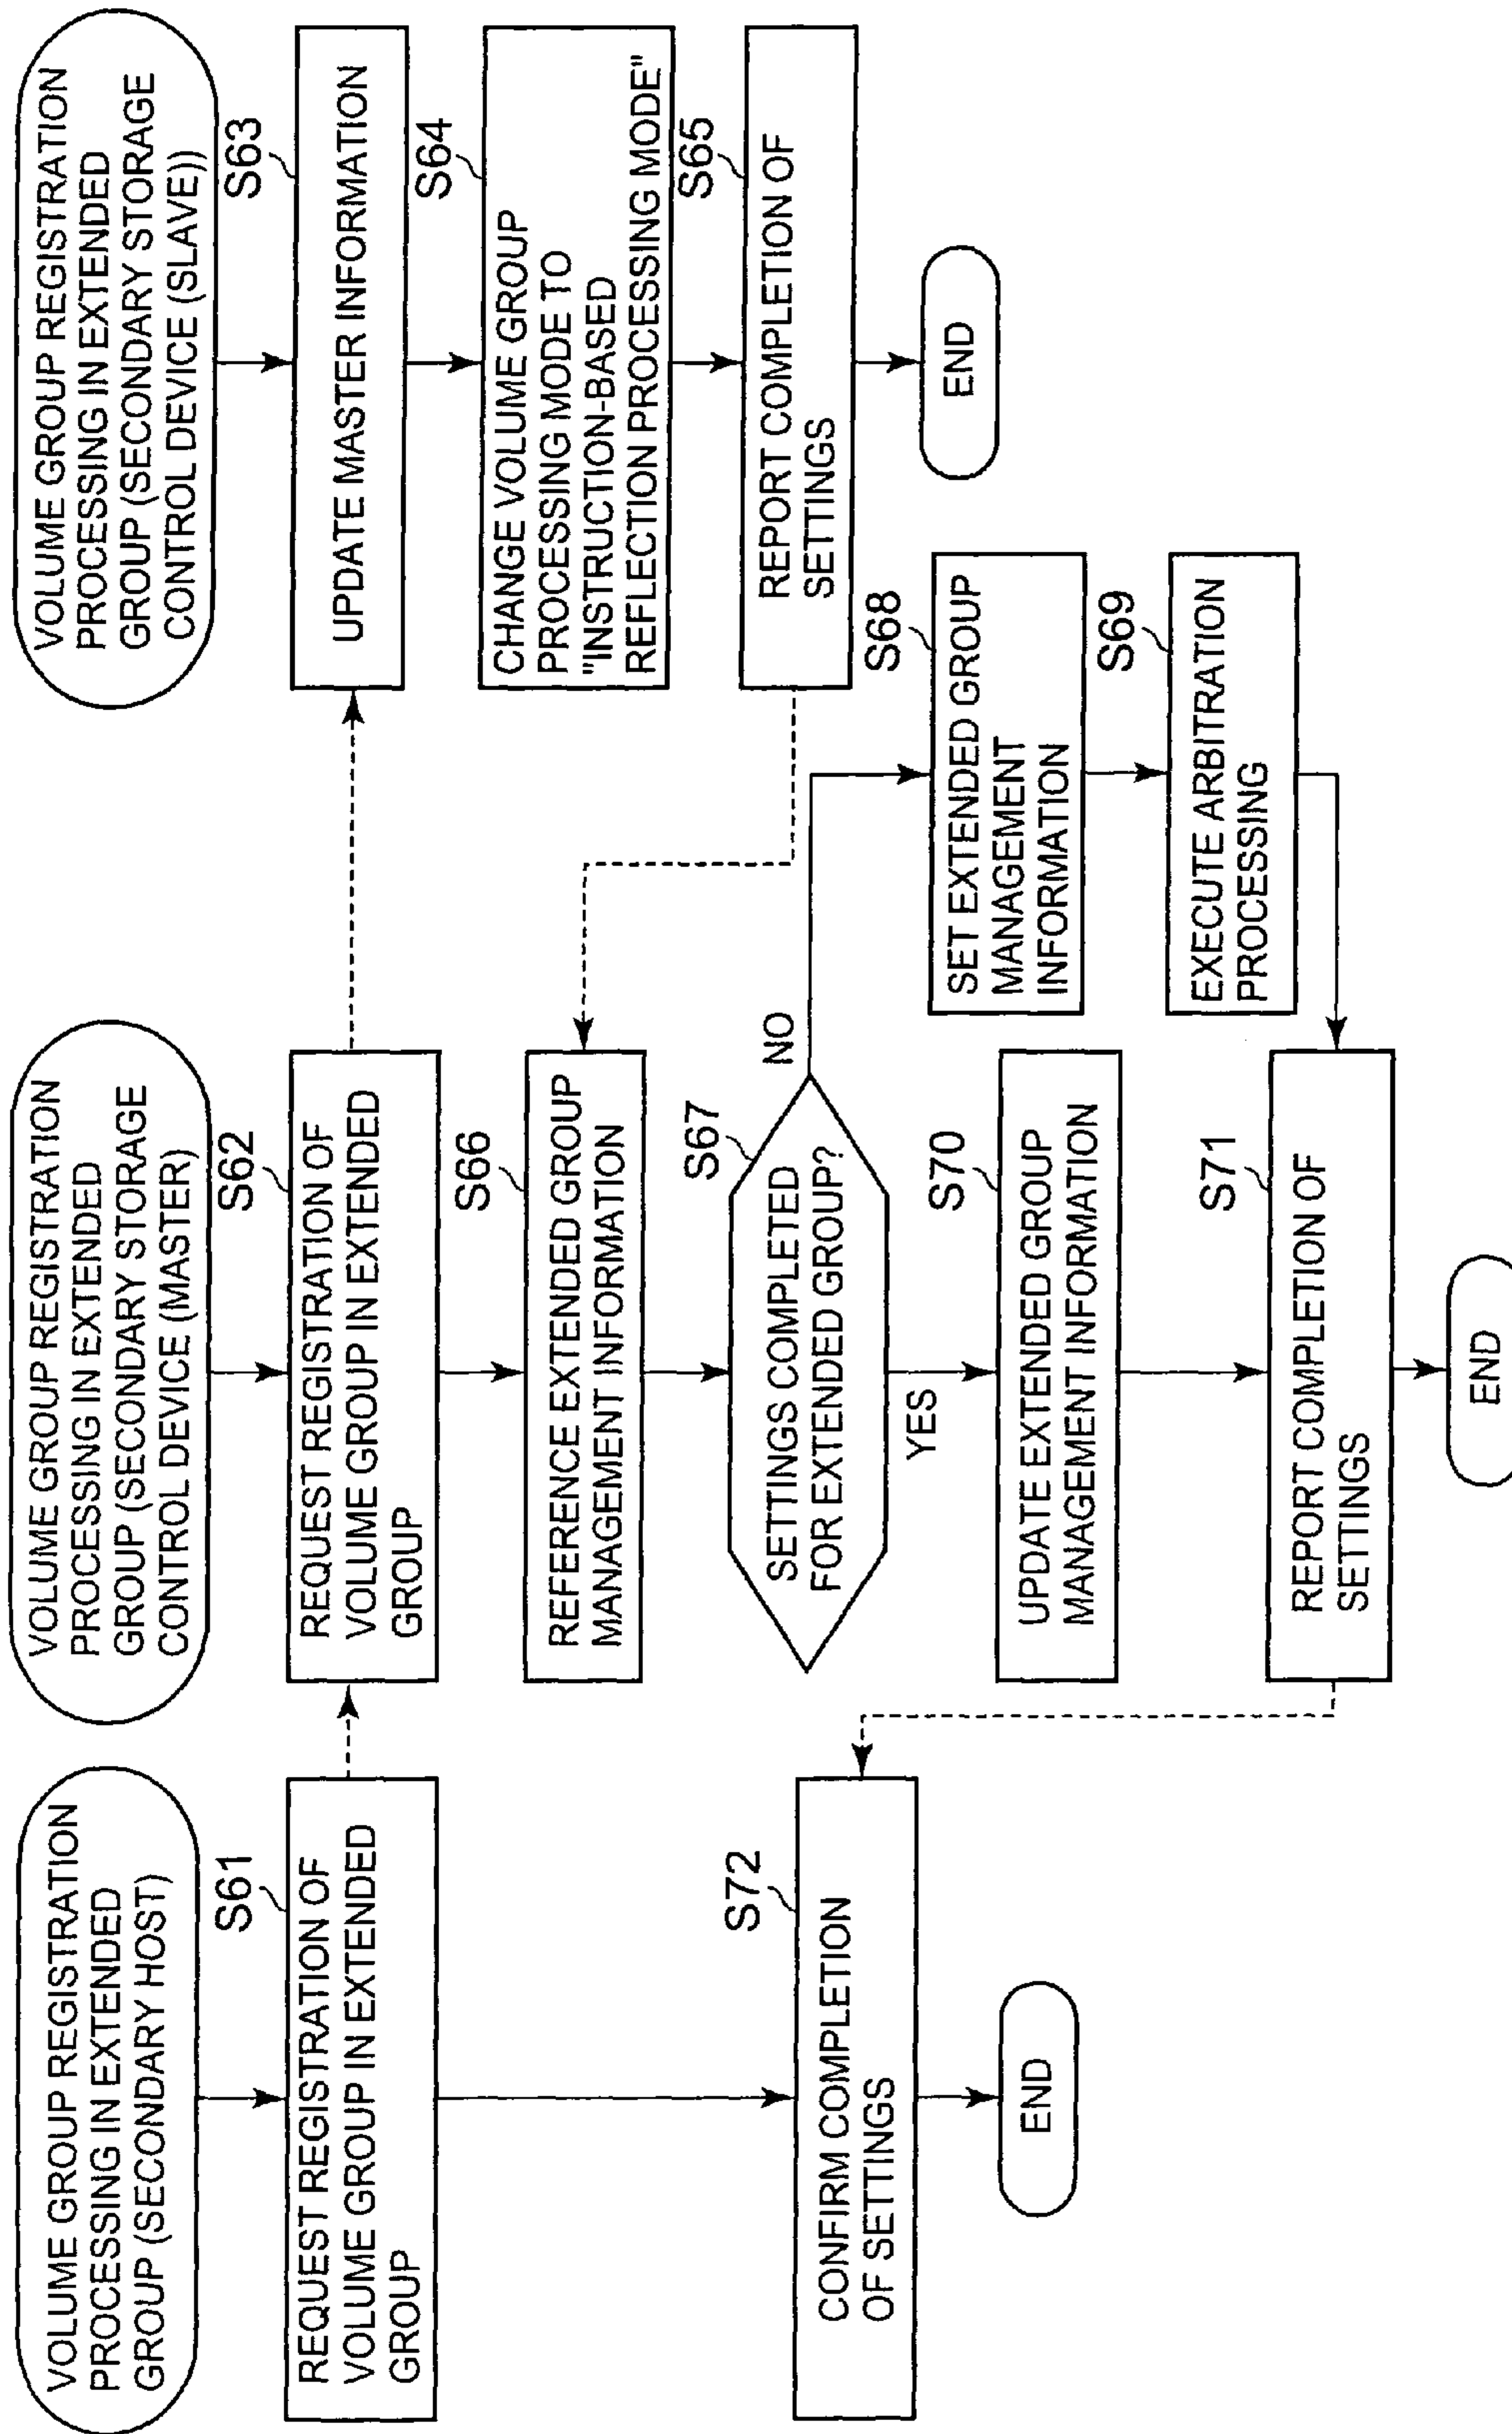 VOLUME GROUP REGISTRATION
PROCESSING IN EXTENDED
GROUP (SECONDARY HOST)
S61
REQUEST REGISTRATION OF
VOLUME GROUP IN EXTENDED
GROUP
S72
CONFIRM COMPLETION
OF SETTINGS
END
VOLUME GROUP REGISTRATION
PROCESSING IN EXTENDED
GROUP (SECONDARY STORAGE
CONTROL DEVICE (MASTER)
S62
REQUEST REGISTRATION OF
VOLUME GROUP IN EXTENDED
GROUP
S66
REFERENCE EXTENDED GROUP
MANAGEMENT INFORMATION
S67
SETTINGS COMPLETED
FOR EXTENDED GROUP?
NO
YES
S70
UPDATE EXTENDED GROUP
MANAGEMENT INFORMATION
S71
REPORT COMPLETION OF
SETTINGS
END
S68
SET EXTENDED GROUP
MANAGEMENT
INFORMATION
S69
EXECUTE ARBITRATION
PROCESSING
VOLUME GROUP REGISTRATION
PROCESSING IN EXTENDED
GROUP (SECONDARY STORAGE
CONTROL DEVICE (SLAVE))
S63
UPDATE MASTER INFORMATION
S64
CHANGE VOLUME GROUP
PROCESSING MODE TO
"INSTRUCTION-BASED
REFLECTION PROCESSING MODE"
S65
REPORT COMPLETION OF
SETTINGS
END